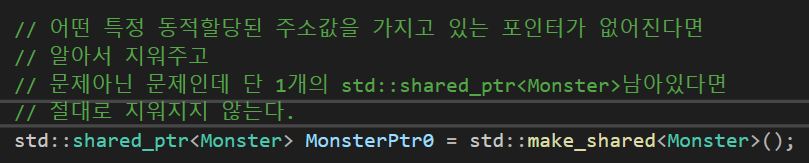 // 어떤 특정 동적할당된 주소값을 가지고 있는 포인터가 없어진다면
// 알아서 지워주고
// 문제아닌 문제인데 단 1개의 std::shared_ptr<Monster>남아있다면
// 절대로 지워지지 않는다.
std::shared_ptr<Monster> MonsterPtr0 = std::make_shared<Monster>();